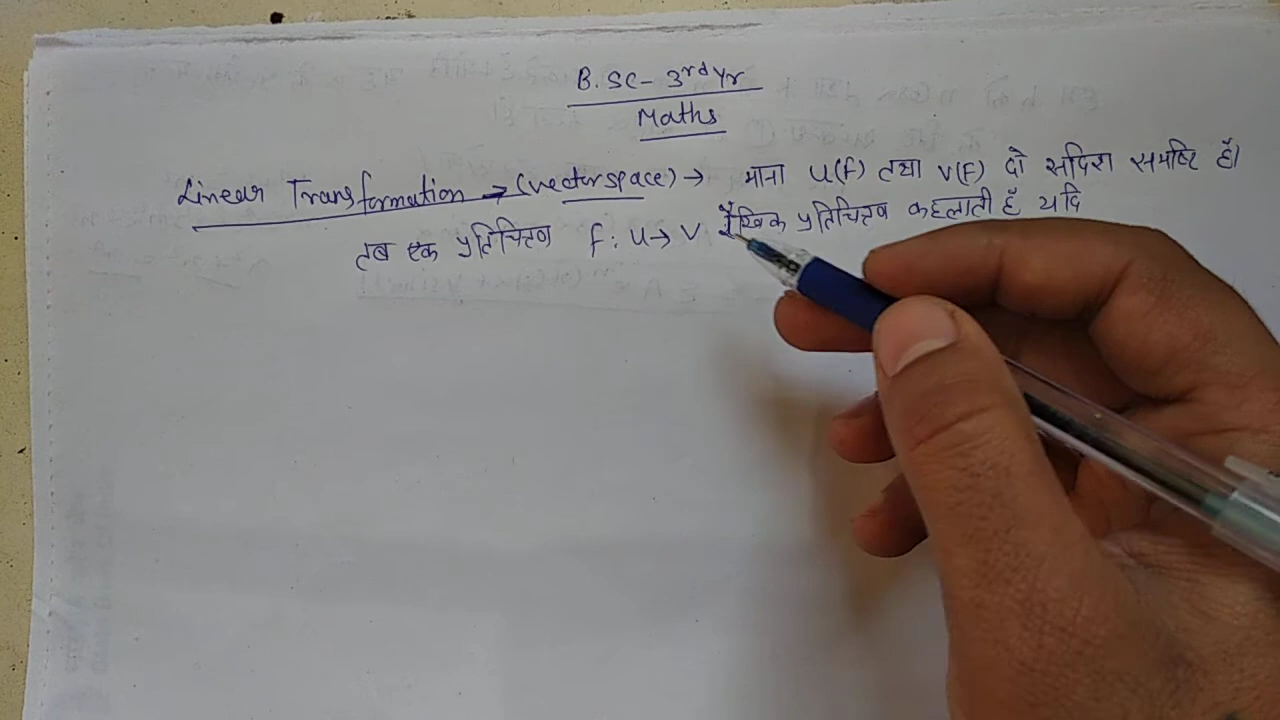 B.Sc- 3rd Yr
Maths
Linear Transformation → (vectorspace) → माना U(F) तथा V(F) दो सदिश समष्टि हैं।
तब एक प्रतिचित्रण f: U→V रैखिक प्रतिचित्रण कहलाती हैं यदि